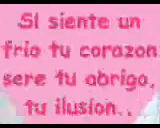 Si siente un
frio tu corazon
sere tu abrigo,
tu ilusion..